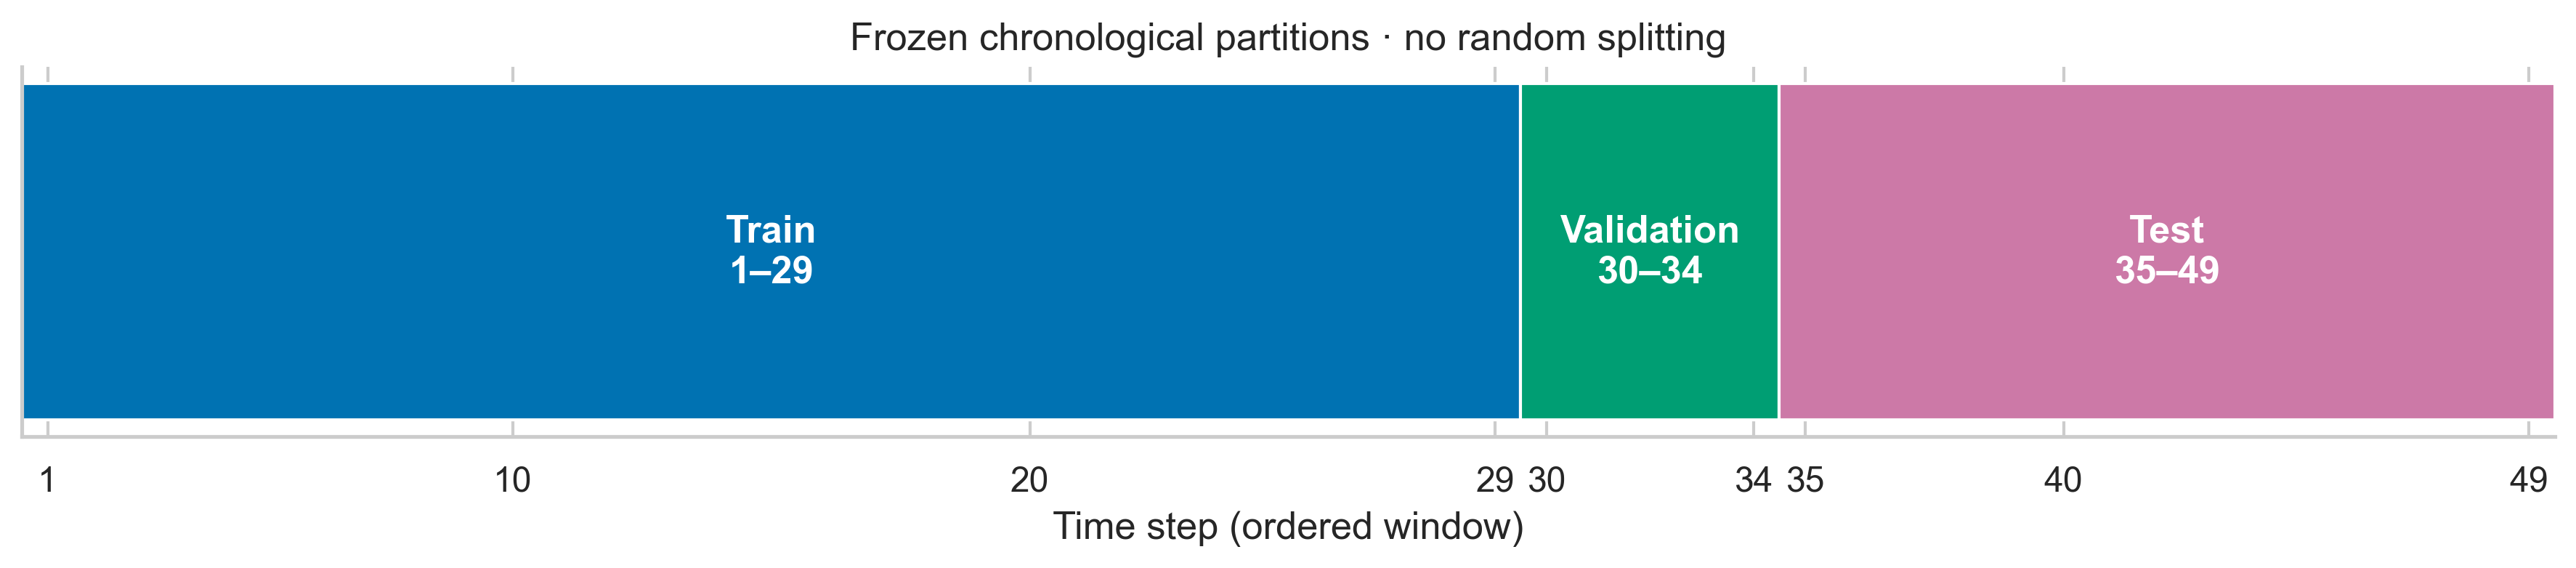 Frozen chronological partitions · no random splitting
Train
1–29
Validation
30–34
Test
35–49
1 10 20 29 30 34 35 40 49
Time step (ordered window)